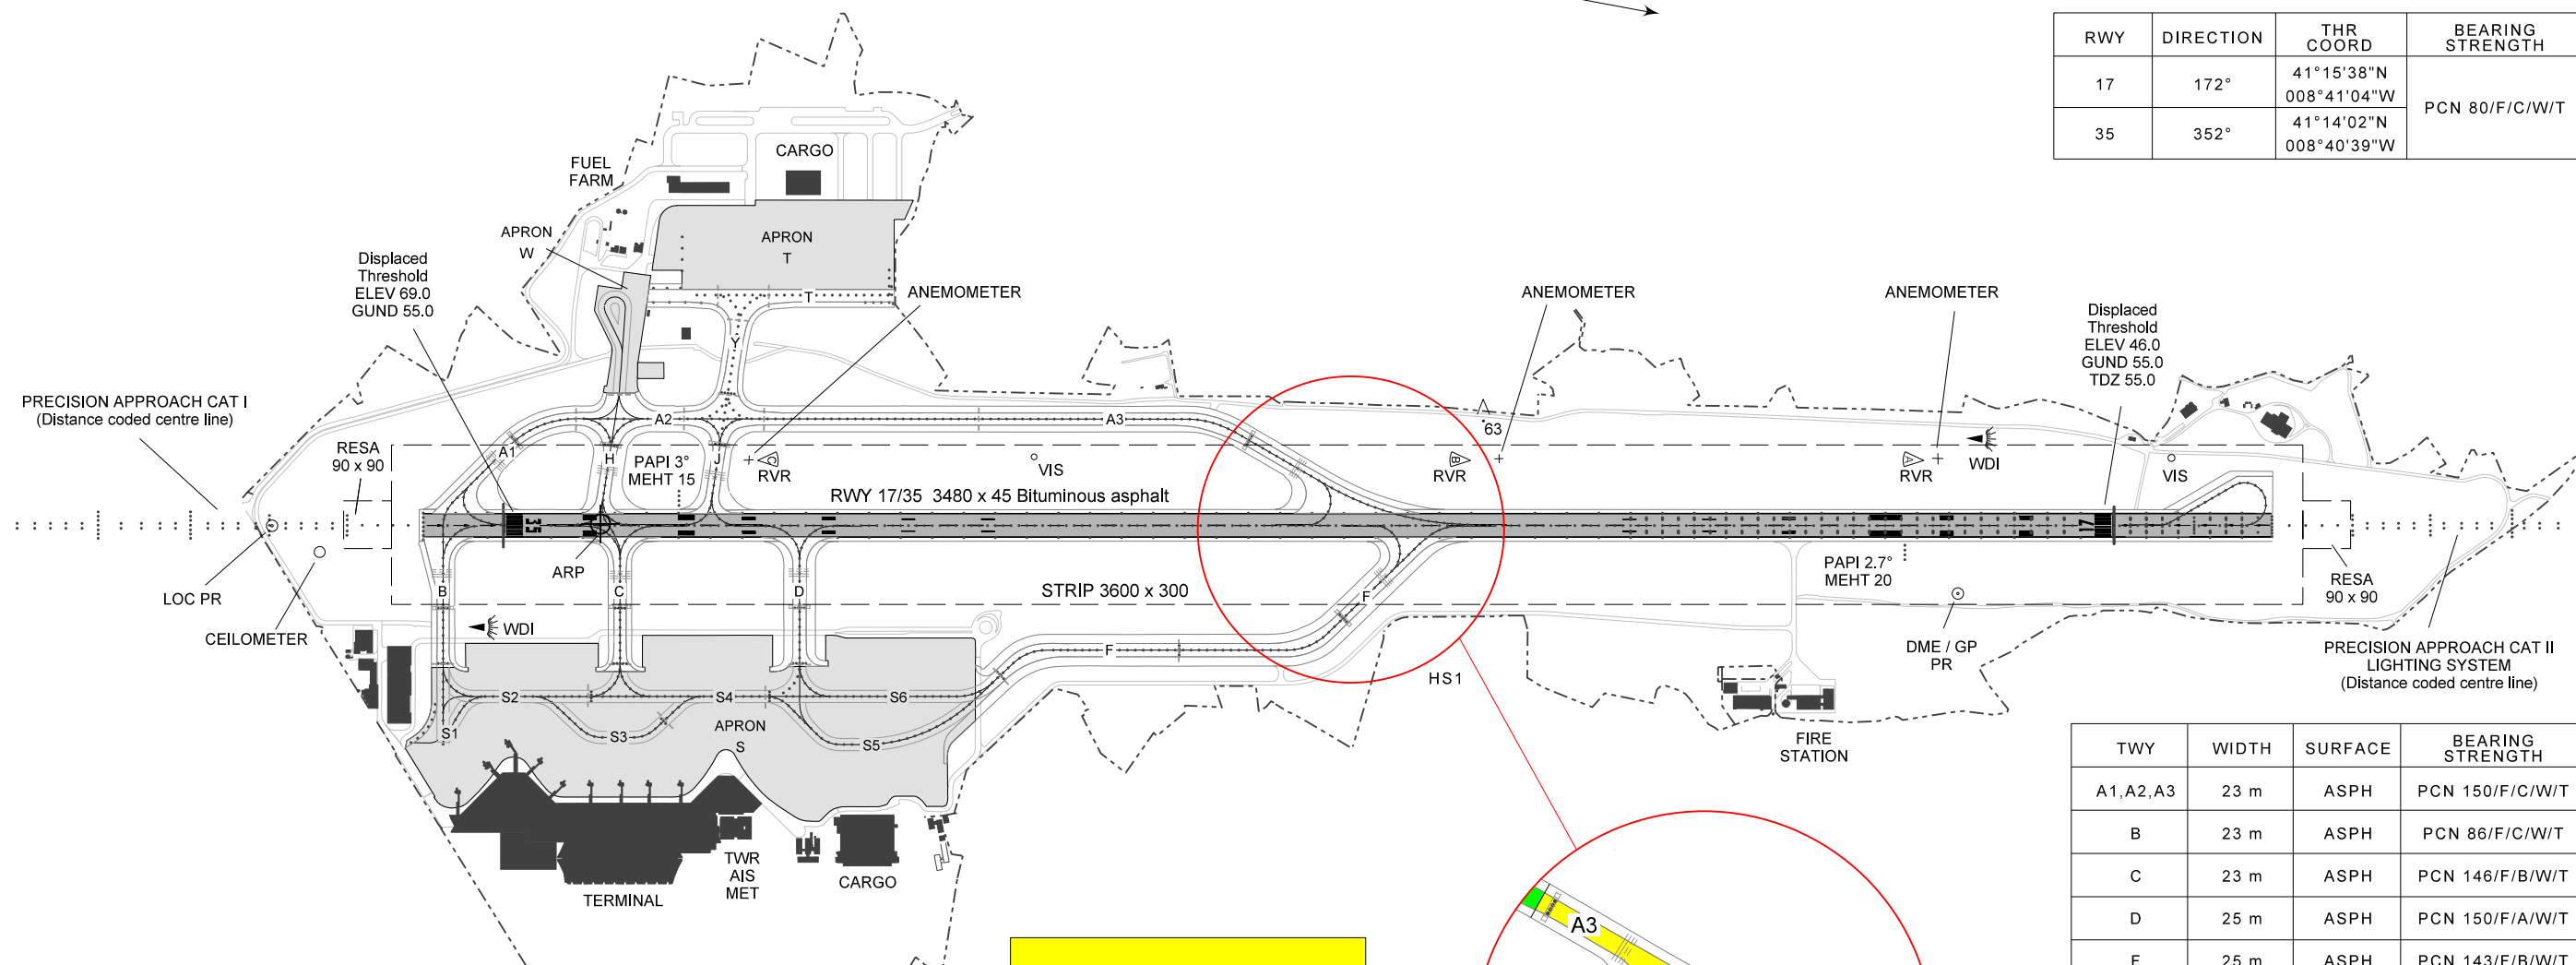 RWY DIRECTION THR COORD BEARING STRENGTH
17 172° 41°15'38"N 008°41'04"W PCN 80/F/C/W/T
35 352° 41°14'02"N 008°40'39"W
CARGO
FUEL
FARM
APRON
W
APRON
T
T
Displaced
Threshold
ELEV 69.0
GUND 55.0
ANEMOMETER
ANEMOMETER
ANEMOMETER
Displaced
Threshold
ELEV 46.0
GUND 55.0
TDZ 55.0
Y
PRECISION APPROACH CAT I
(Distance coded centre line)
A2
A3
63
RESA
90 x 90
A1
H
PAPI 3°
MEHT 15
J
C
RVR
VIS
B
RVR
A
RVR
WDI
VIS
RWY 17/35 3480 x 45 Bituminous asphalt
35
17
ARP
LOC PR
CEILOMETER
B
C
D
STRIP 3600 x 300
F
PAPI 2.7°
MEHT 20
RESA
90 x 90
WDI
F
HS1
DME / GP
PR
PRECISION APPROACH CAT II
LIGHTING SYSTEM
(Distance coded centre line)
S2
S4
S6
S1
S3
APRON
S
S5
FIRE
STATION
TERMINAL
TWR
AIS
MET
CARGO
TWY WIDTH SURFACE BEARING STRENGTH
A1,A2,A3 23 m ASPH PCN 150/F/C/W/T
B 23 m ASPH PCN 86/F/C/W/T
C 23 m ASPH PCN 146/F/B/W/T
D 25 m ASPH PCN 150/F/A/W/T
25 m ASPH PCN 143/F/B/W/T
A3